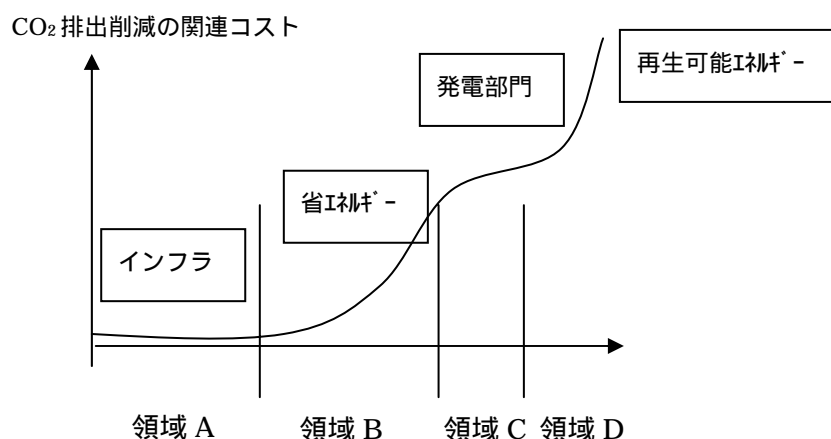 CO₂排出削減の関連コスト
再生可能ｴﾈﾙｷﾞｰ
発電部門
省ｴﾈﾙｷﾞｰ
インフラ
領域 A 領域 B 領域 C 領域 D